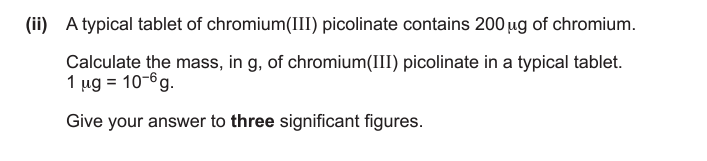 (ii) A typical tablet of chromium(III) picolinate contains 200 µg of chromium.
Calculate the mass, in g, of chromium(III) picolinate in a typical tablet.
1 µg = 10⁻⁶ g.
Give your answer to three significant figures.